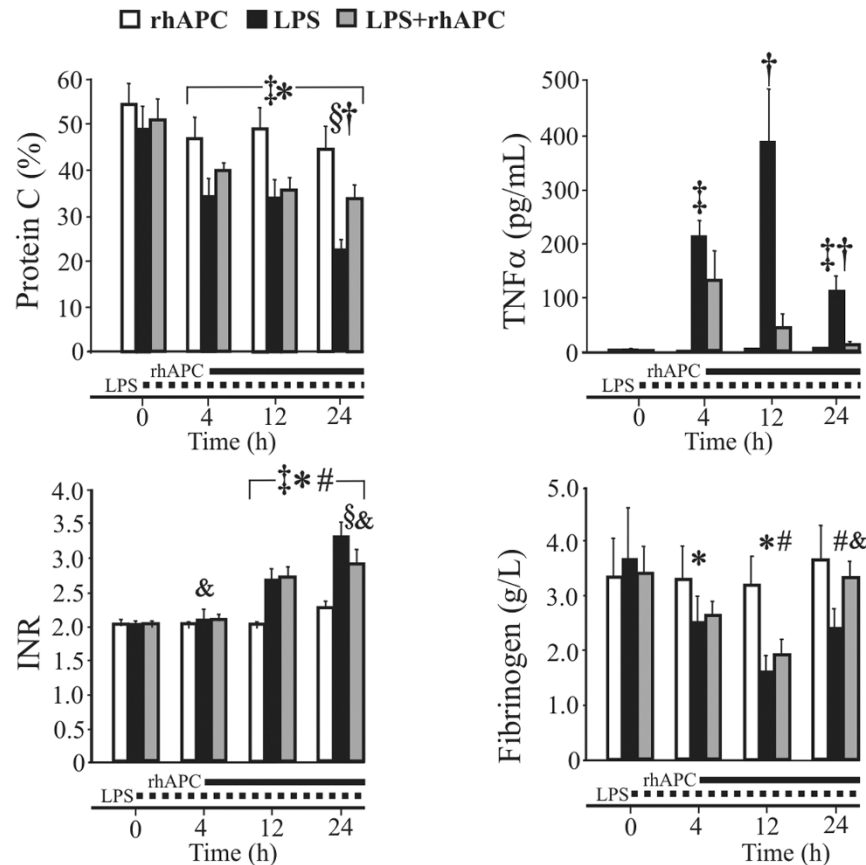 rhAPC LPS LPS+rhAPC
Protein C (%)
60
50
40
30
20
10
0
‡*
§†
rhAPC
LPS
0 4 12 24
Time (h)
TNFα (pg/mL)
500
400
300
200
100
0
‡
†
‡†
rhAPC
LPS
0 4 12 24
Time (h)
INR
4.0
3.5
3.0
2.5
2.0
1.5
1.0
0.5
0
&
‡*#
§&
rhAPC
LPS
0 4 12 24
Time (h)
Fibrinogen (g/L)
5.0
4.0
3.0
2.0
1.0
0.0
*
*#
#&
rhAPC
LPS
0 4 12 24
Time (h)